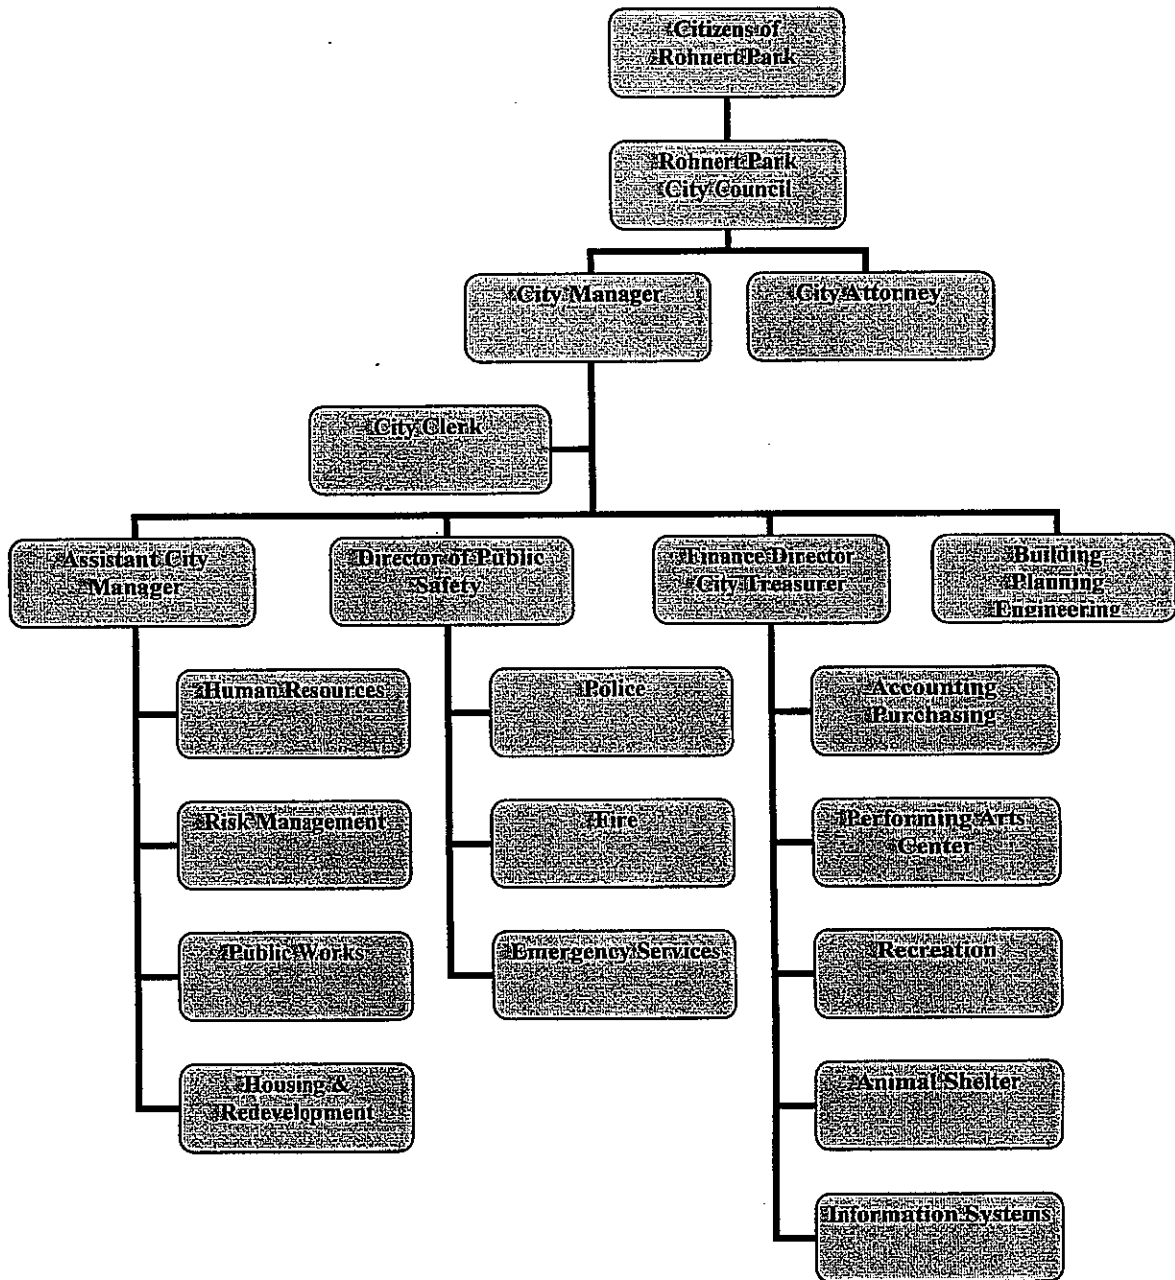 Citizens of
Rohnert Park
Rohnert Park
City Council
City Manager
City Attorney
City Clerk
Assistant City
Manager
Director of Public
Safety
Finance Director
City Treasurer
Building
Planning
Engineering
Human Resources
Risk Management
Public Works
Housing &
Redevelopment
Police
Fire
Emergency Services
Accounting
Purchasing
Performing Arts
Center
Recreation
Animal Shelter
Information Systems